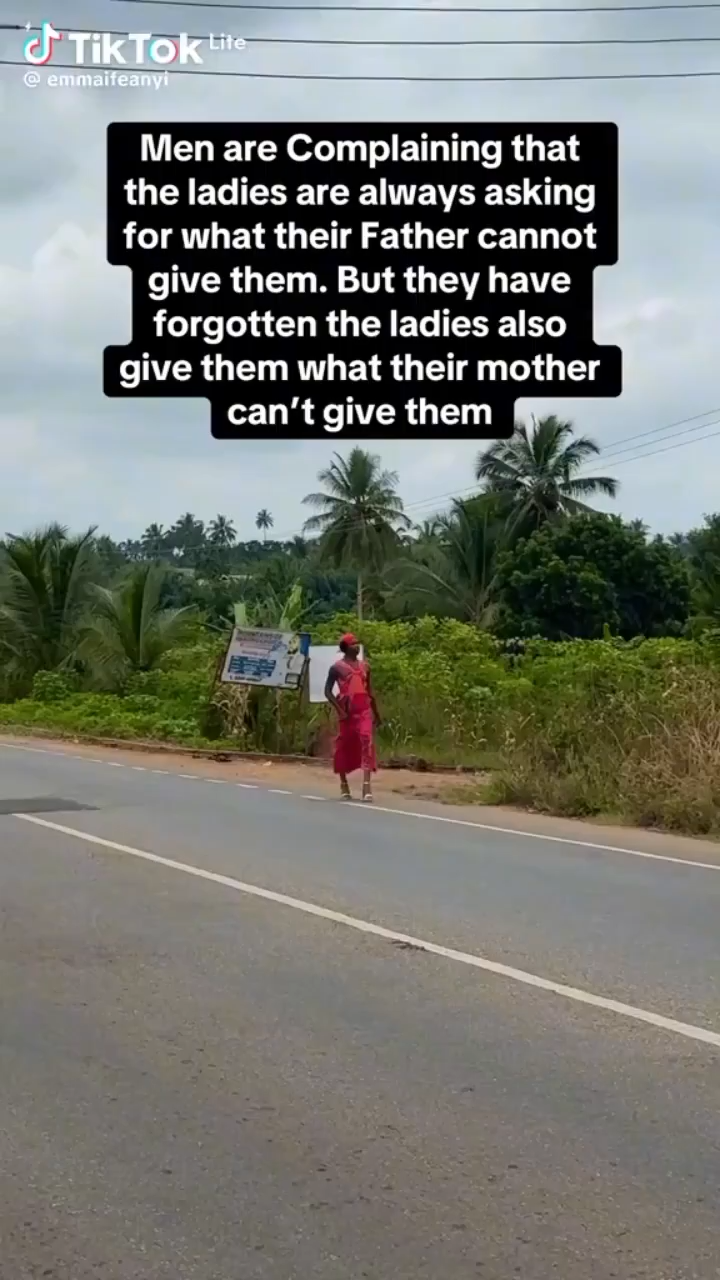 TikTok Lite
@ emmaifeanyi
Men are Complaining that
the ladies are always asking
for what their Father cannot
give them. But they have
forgotten the ladies also
give them what their mother
can't give them